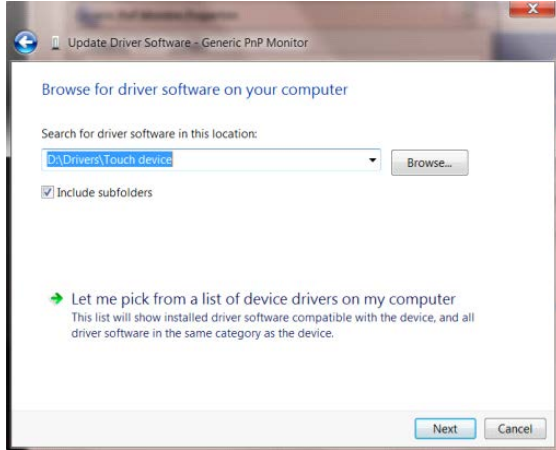 Update Driver Software - Generic PnP Monitor
Browse for driver software on your computer
Search for driver software in this location:
D:\Drivers\Touch device
Browse...
Include subfolders
Let me pick from a list of device drivers on my computer
This list will show installed driver software compatible with the device, and all
driver software in the same category as the device.
Next
Cancel